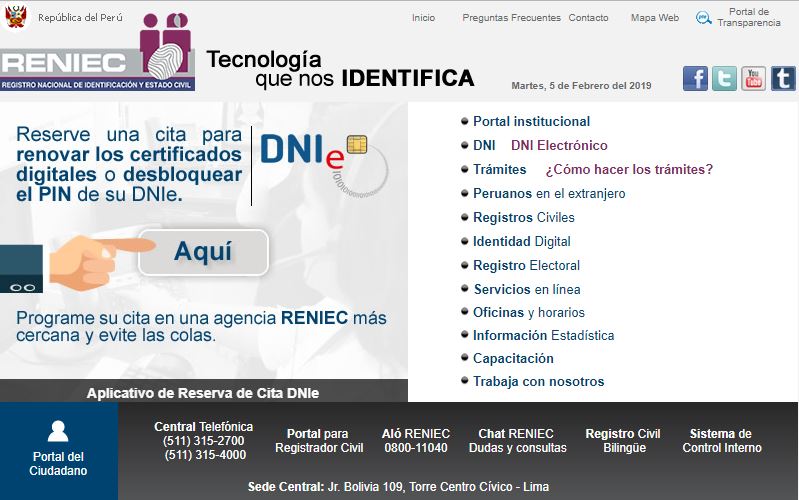 República del Perú
Inicio
Preguntas Frecuentes
Contacto
Mapa Web
Portal de
Transparencia
RENIEC
REGISTRO NACIONAL DE IDENTIFICACIÓN Y ESTADO CIVIL
Tecnología
que nos IDENTIFICA
Martes, 5 de Febrero del 2019
Reserve una cita para
renovar los certificados
digitales o desbloquear
el PIN de su DNIe.
DNIe
Aquí
Programe su cita en una agencia RENIEC más
cercana y evite las colas.
Aplicativo de Reserva de Cita DNIe
Portal institucional
DNI DNI Electrónico
Trámites ¿Cómo hacer los trámites?
Peruanos en el extranjero
Registros Civiles
Identidad Digital
Registro Electoral
Servicios en línea
Oficinas y horarios
Información Estadística
Capacitación
Trabaja con nosotros
Portal del
Ciudadano
Central Telefónica
(511) 315-2700
(511) 315-4000
Portal para
Registrador Civil
Aló RENIEC
0800-11040
Chat RENIEC
Dudas y consultas
Registro Civil
Bilingüe
Sistema de
Control Interno
Sede Central: Jr. Bolivia 109, Torre Centro Cívico - Lima